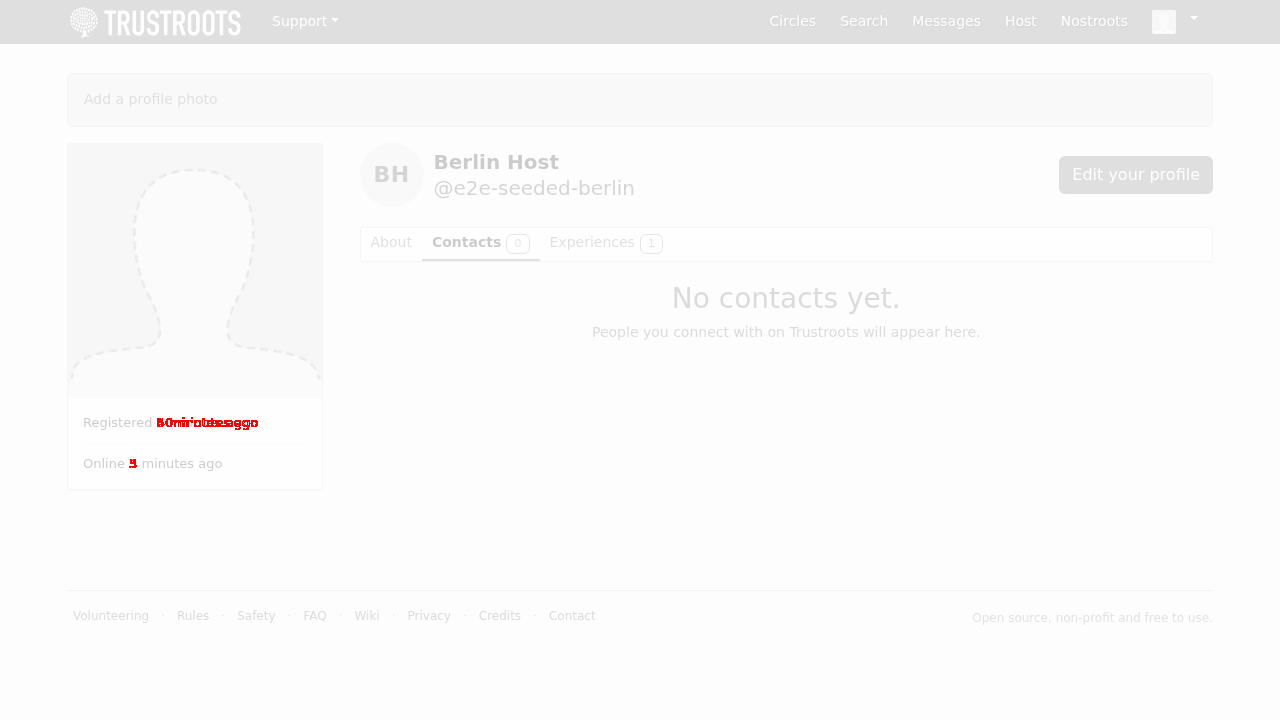 TRUSTROOTS Support Circles Search Messages Host Nostroots
Add a profile photo
BH
Berlin Host
@e2e-seeded-berlin
Edit your profile
About Contacts 0 Experiences 1
No contacts yet.
People you connect with on Trustroots will appear here.
Registered
Online minutes ago
Volunteering · Rules · Safety · FAQ · Wiki · Privacy · Credits · Contact
Open source, non-profit and free to use.